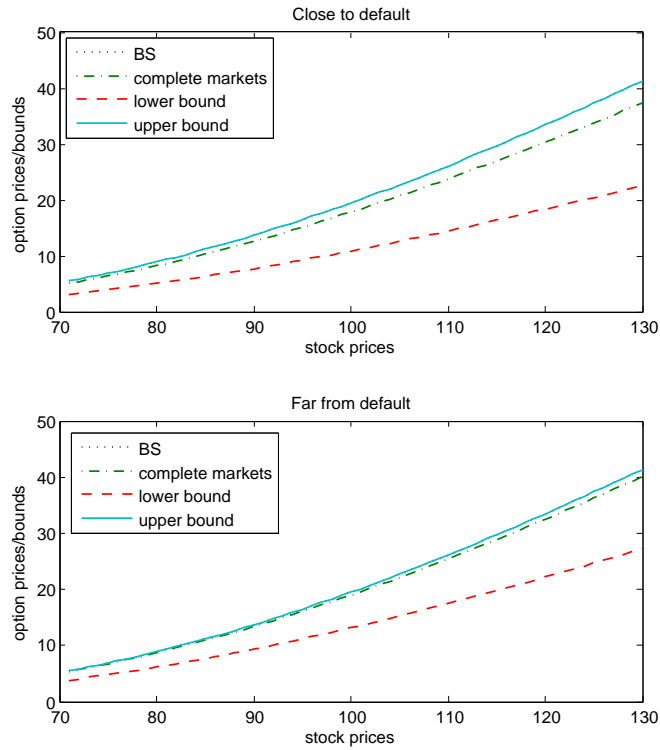 Close to default
50
40
30
20
10
0
option prices/bounds
BS
complete markets
lower bound
upper bound
70 80 90 100 110 120 130
stock prices
Far from default
50
40
30
20
10
0
option prices/bounds
BS
complete markets
lower bound
upper bound
70 80 90 100 110 120 130
stock prices